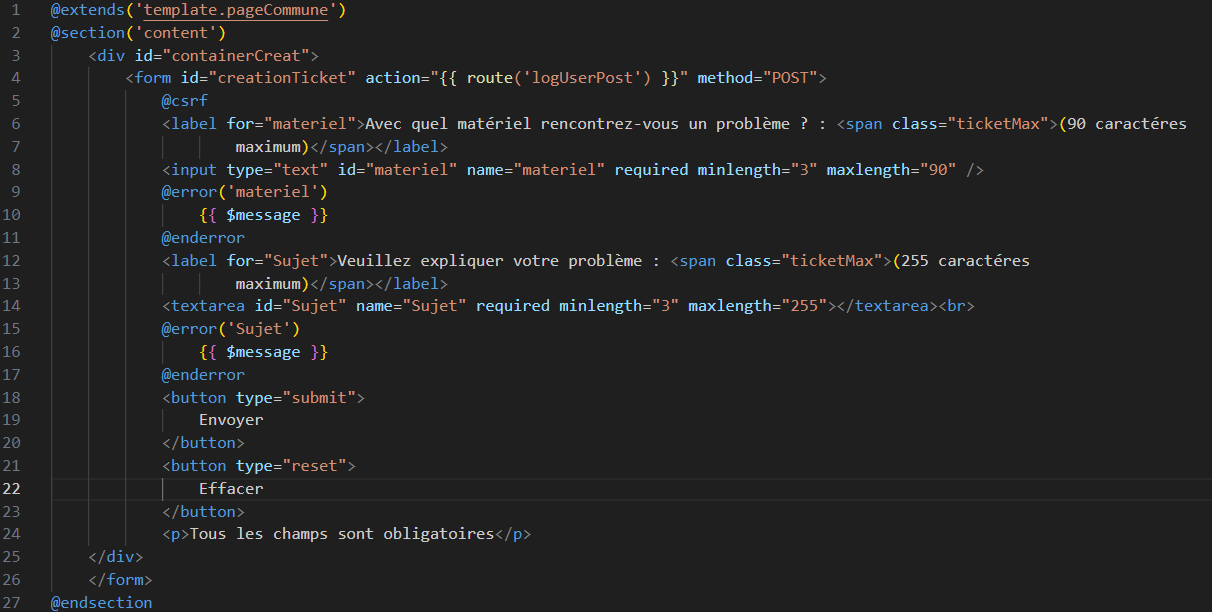 1 @extends('template.pageCommune')
2 @section('content')
3 <div id="containerCreat">
4 <form id="creationTicket" action="{{ route('logUserPost') }}" method="POST">
5 @csrf
6 <label for="materiel">Avec quel matériel rencontrez-vous un problème ? : <span class="ticketMax">(90 caractéres
7 maximum)</span></label>
8 <input type="text" id="materiel" name="materiel" required minlength="3" maxlength="90" />
9 @error('materiel')
10 {{ $message }}
11 @enderror
12 <label for="Sujet">Veuillez expliquer votre problème : <span class="ticketMax">(255 caractéres
13 maximum)</span></label>
14 <textarea id="Sujet" name="Sujet" required minlength="3" maxlength="255"></textarea><br>
15 @error('Sujet')
16 {{ $message }}
17 @enderror
18 <button type="submit">
19 Envoyer
20 </button>
21 <button type="reset">
22 Effacer
23 </button>
24 <p>Tous les champs sont obligatoires</p>
25 </div>
26 </form>
27 @endsection